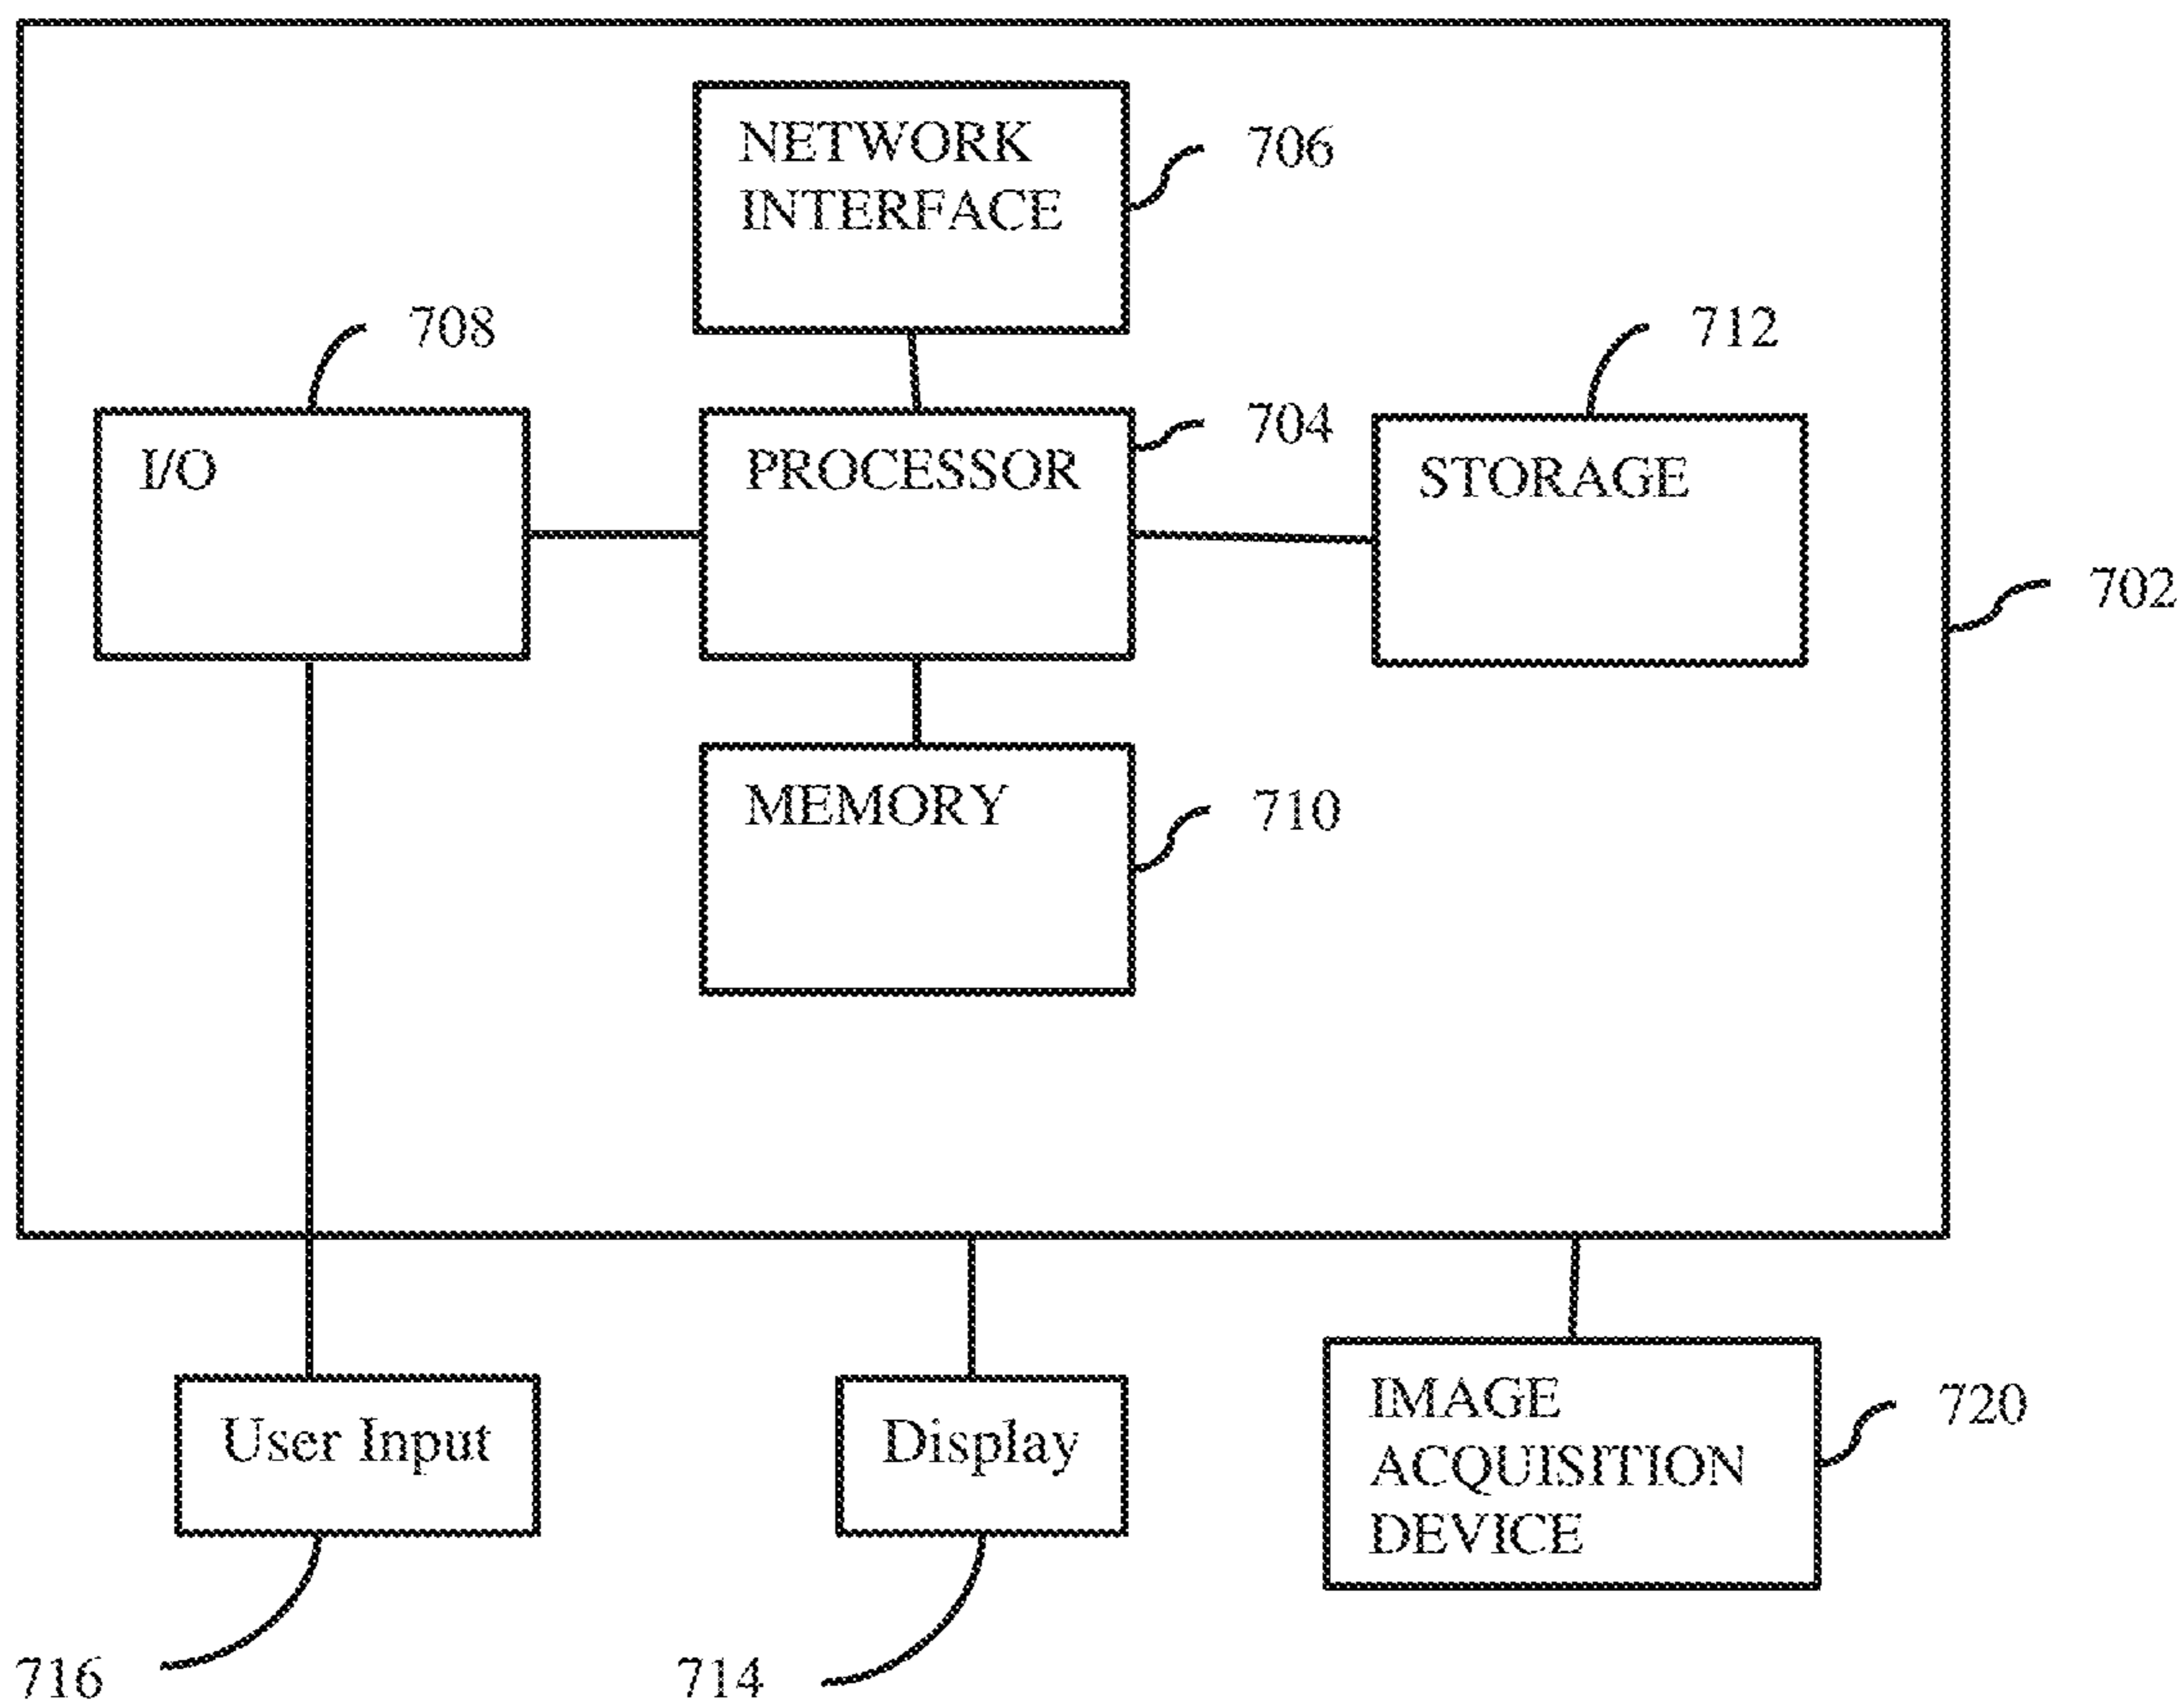 NETWORK
INTERFACE
706
708
712
I/O
PROCESSOR
704
STORAGE
702
MEMORY
710
User Input
Display
IMAGE
ACQUISITION
DEVICE
720
716
714